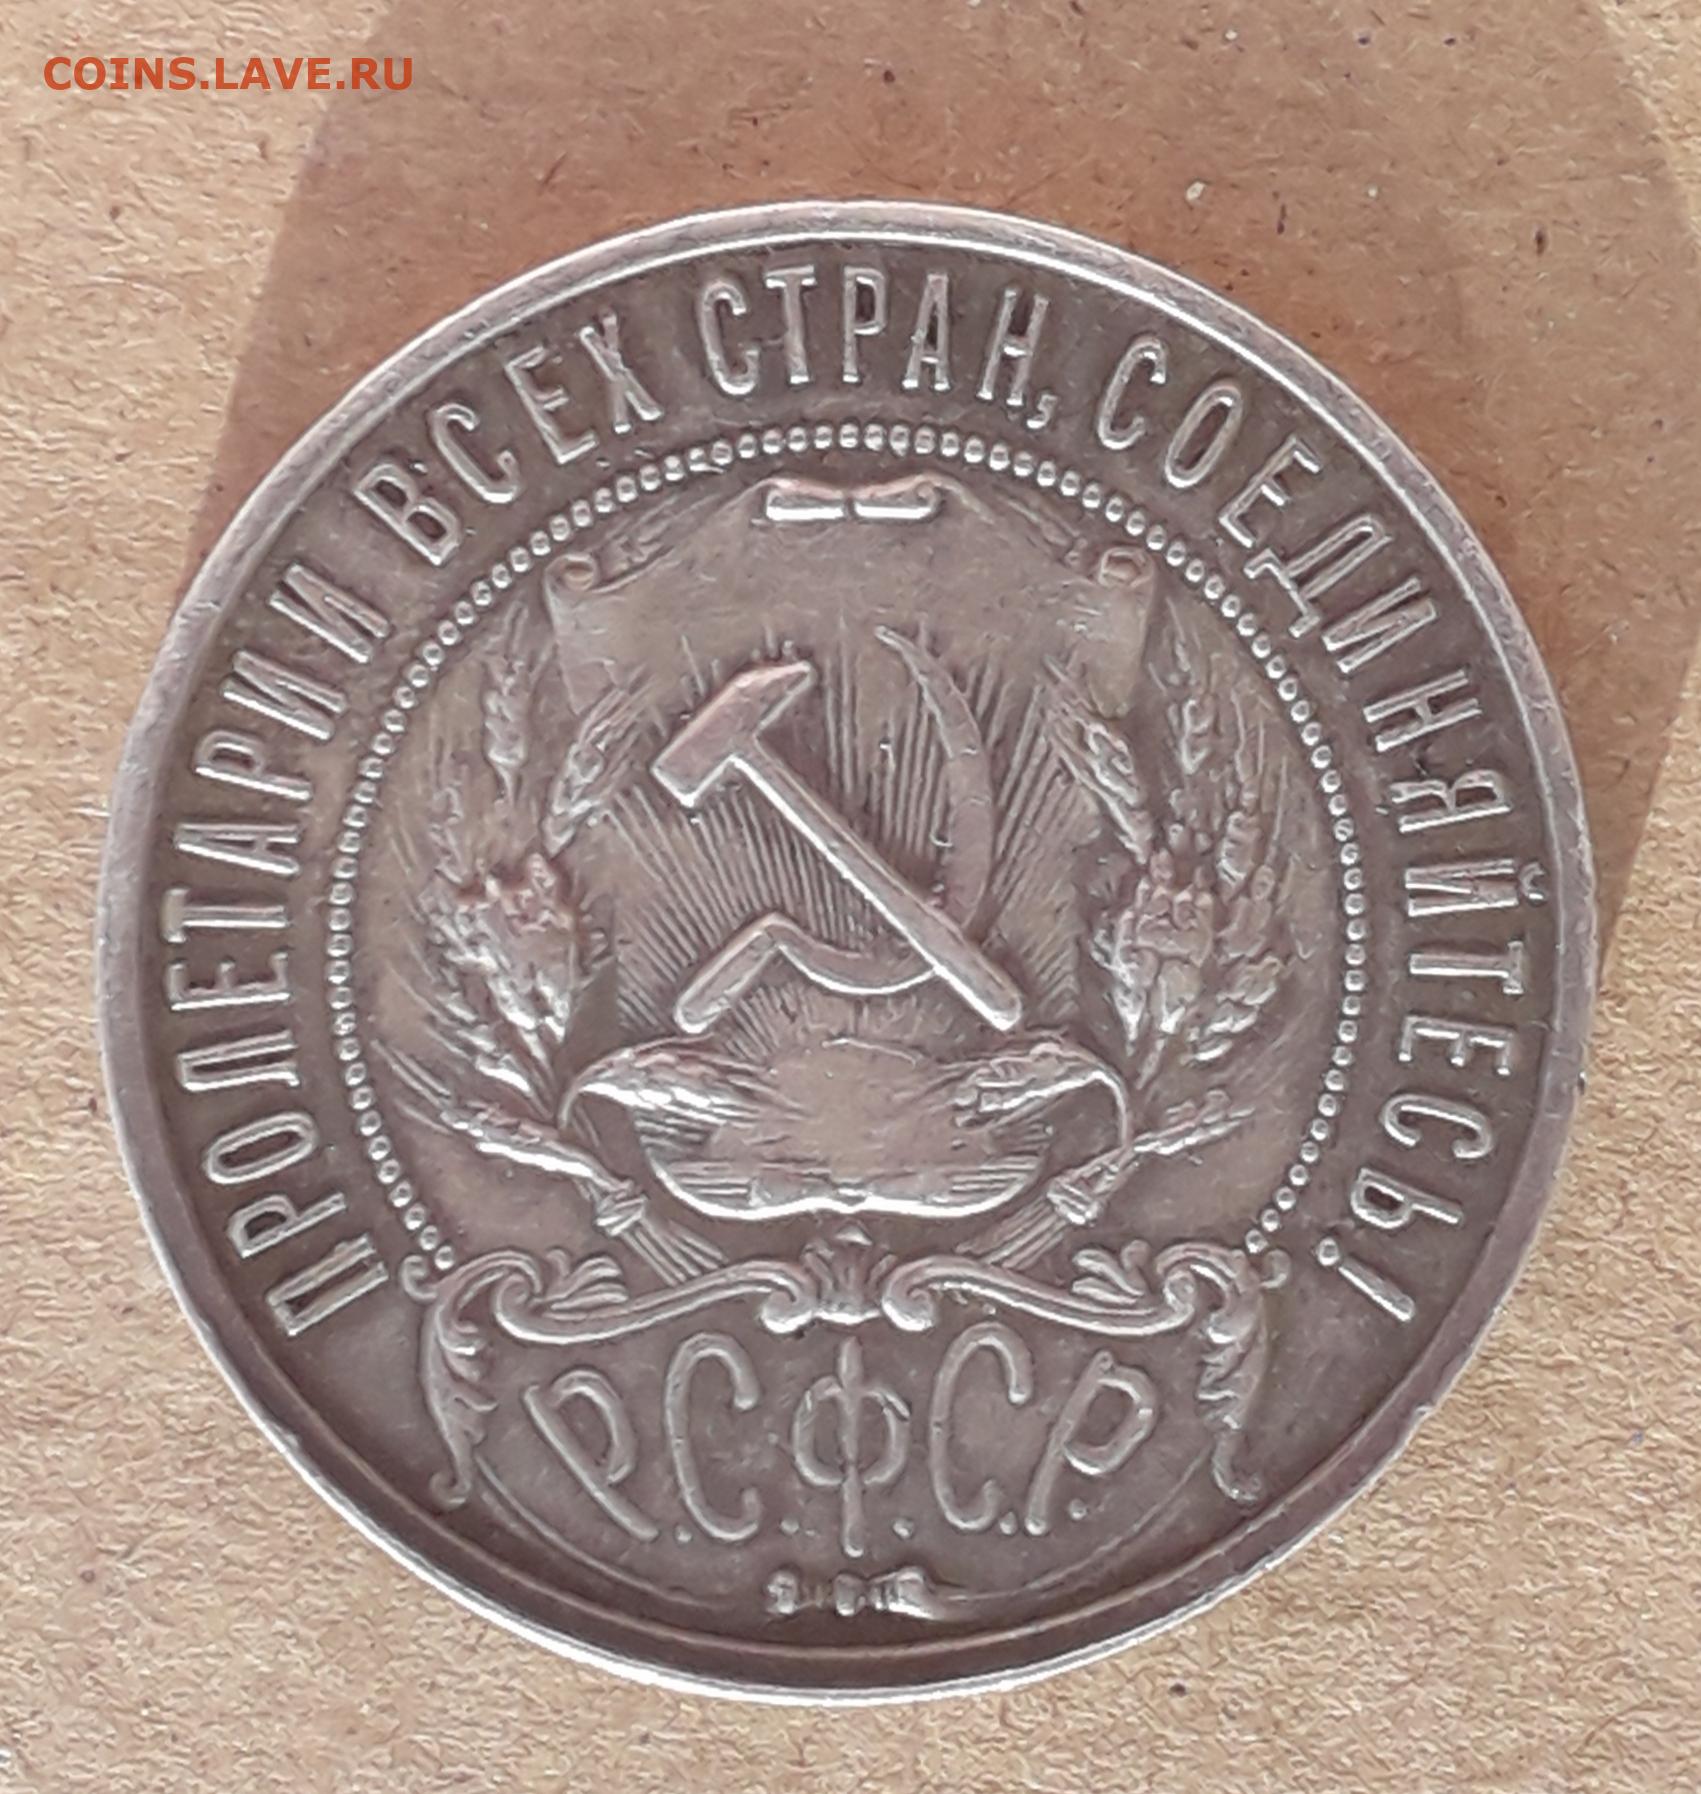 COINS.LAVE.RU
ПРОЛЕТАРИИ ВСЕХ СТРАН, СОЕДИНЯЙТЕСЬ!
Р.С.Ф.С.Р.